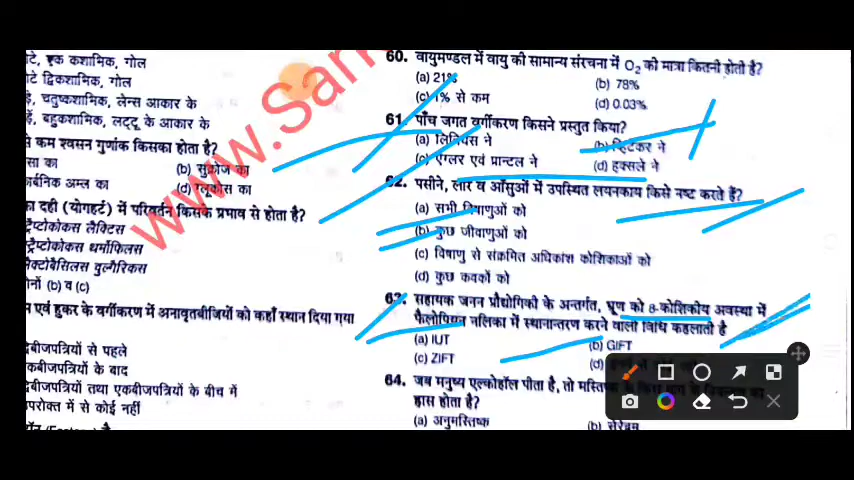 टे, एक कशामिक, गोल
टे द्विकशामिक, गोल
चतुष्कशामिक, लेन्स आकार के
बहुकशामिक, लट्टू के आकार के
से कम श्वसन गुणांक किसका होता है?
सा का
(b) सुक्रोज का
कार्बनिक अम्ल का
(d) ग्लूकोस का
दही (योगहर्ट) में परिवर्तन किसके प्रभाव से होता है?
स्ट्रैप्टोकोकस लैक्टिस
स्ट्रैप्टोकोकस थर्मोफिलस
लैक्टोबैसिलस वुल्गैरिकस
दोनों (b) व (c)
एवं हुकर के वर्गीकरण में अनावृतबीजियों को कहाँ स्थान दिया गया
बीजपत्रियों से पहले
एकबीजपत्रियों के बाद
बीजपत्रियों तथा एकबीजपत्रियों के बीच में
उपरोक्त में से कोई नहीं
www.Sar
60. वायुमण्डल में वायु की सामान्य संरचना में O₂ की मात्रा कितनी होती है?
(a) 21%
(b) 78%
(c) 1% से कम
(d) 0.03%
61. पाँच जगत वर्गीकरण किसने प्रस्तुत किया?
(a) लिनियस ने
(b) व्हिटेकर ने
(c) एंग्लर एवं प्रान्टल ने
(d) हक्सले ने
62. पसीने, लार व आँसुओं में उपस्थित लयनकाय किसे नष्ट करते हैं?
(a) सभी विषाणुओं को
(b) कुछ जीवाणुओं को
(c) विषाणु से संक्रमित अधिकांश कोशिकाओं को
(d) कुछ कवकों को
63. सहायक जनन प्रौद्योगिकी के अन्तर्गत, भ्रूण को 8-कोशिकीय अवस्था में
फैलोपियन नलिका में स्थानान्तरण करने वाली विधि कहलाती है
(a) IUT
(b) GIFT
(c) ZIFT
(d)
64. जब मनुष्य एल्कोहॉल पीता है, तो
ह्रास होता है?
(a) अनुमस्तिष्क
(b) सेरेब्रम